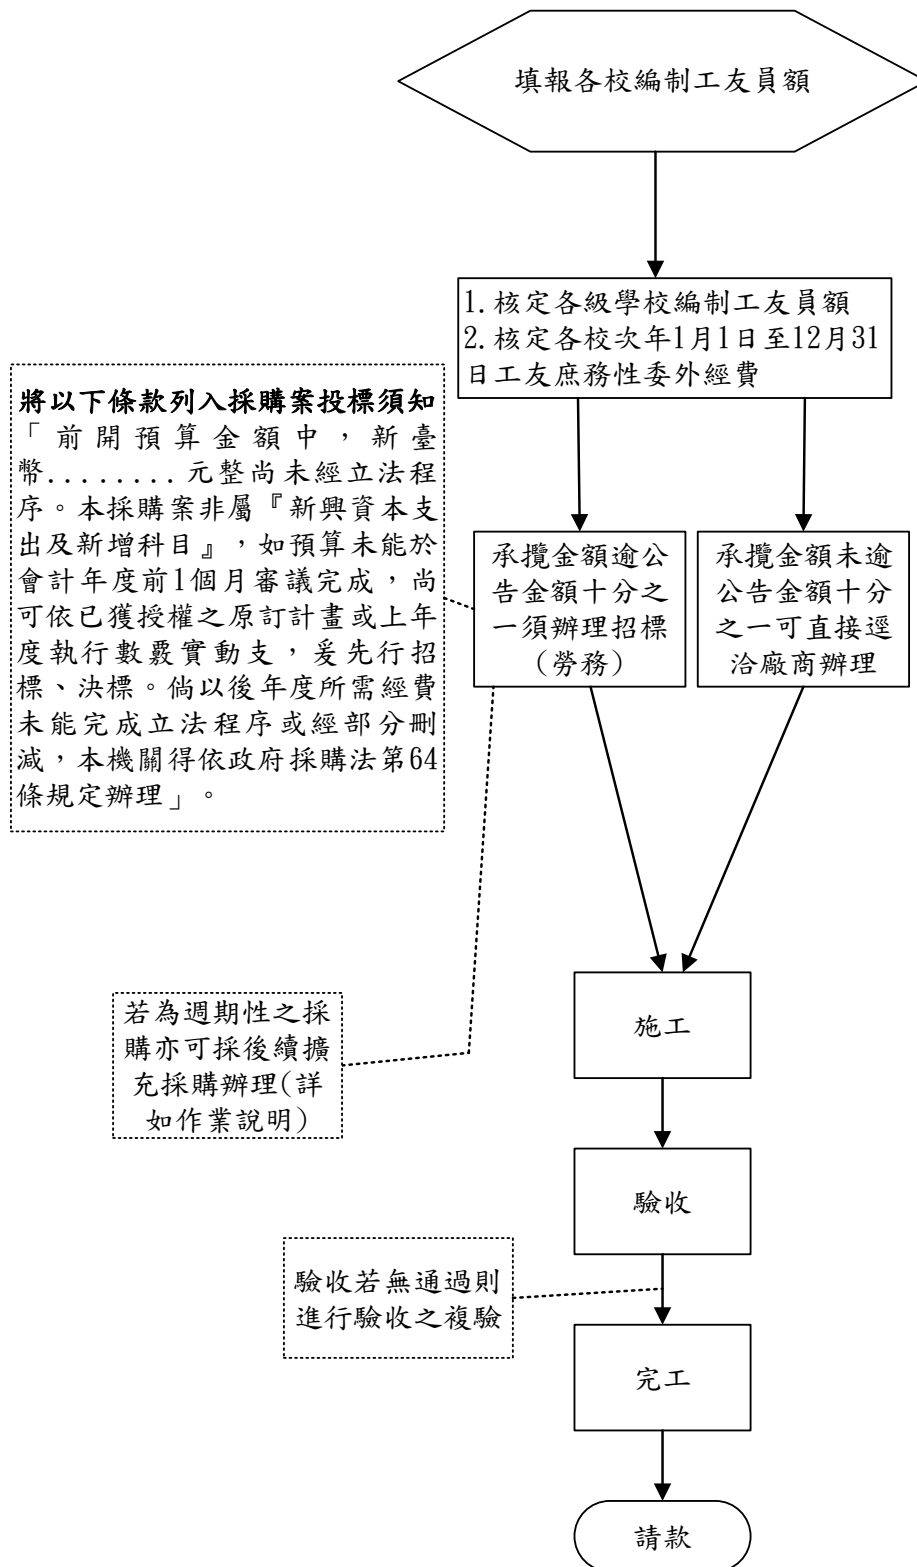 填報各校編制工友員額
1.核定各級學校編制工友員額
2.核定各校次年1月1日至12月31
日工友庶務性委外經費
將以下條款列入採購案投標須知
「前開預算金額中，新臺
幣........元整尚未經立法程
序。本採購案非屬『新興資本支
出及新增科目』，如預算未能於
會計年度前1個月審議完成，尚
可依已獲授權之原訂計畫或上年
度執行數覈實動支，爰先行招
標、決標。倘以後年度所需經費
未能完成立法程序或經部分刪
減，本機關得依政府採購法第64
條規定辦理」。
承攬金額逾公
告金額十分之
一須辦理招標
(勞務)
承攬金額未逾
公告金額十分
之一可直接逕
洽廠商辦理
施工
若為週期性之採
購亦可採後續擴
充採購辦理(詳
如作業說明)
驗收
驗收若無通過則
進行驗收之複驗
完工
請款